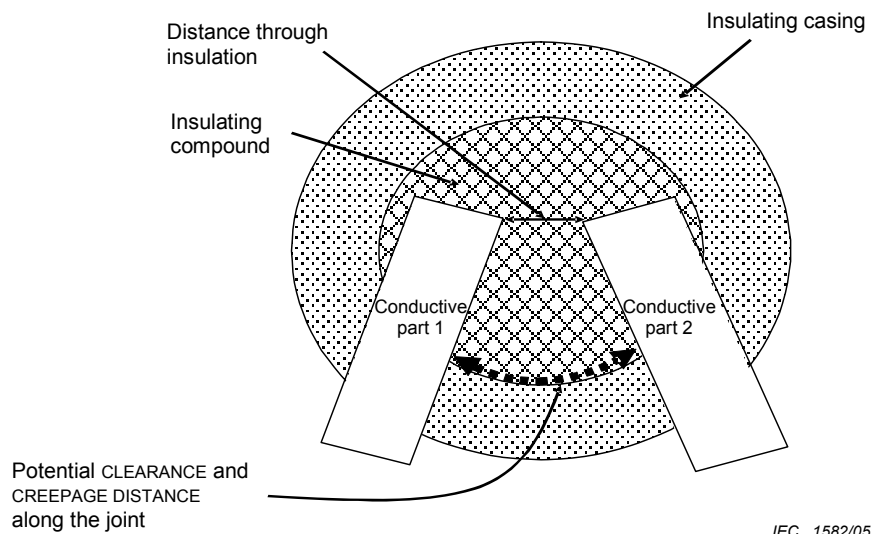 Distance through
insulation
Insulating casing
Insulating
compound
Conductive
part 1
Conductive
part 2
Potential CLEARANCE and
CREEPAGE DISTANCE
along the joint
IEC 1582/05